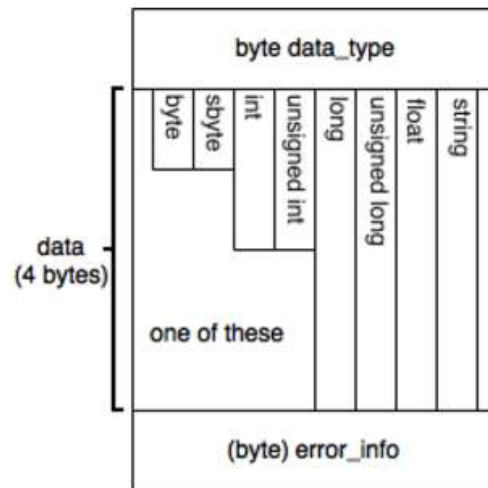 byte data_type
byte
sbyte
int
unsigned int
long
unsigned long
float
string
data
(4 bytes)
one of these
(byte) error_info